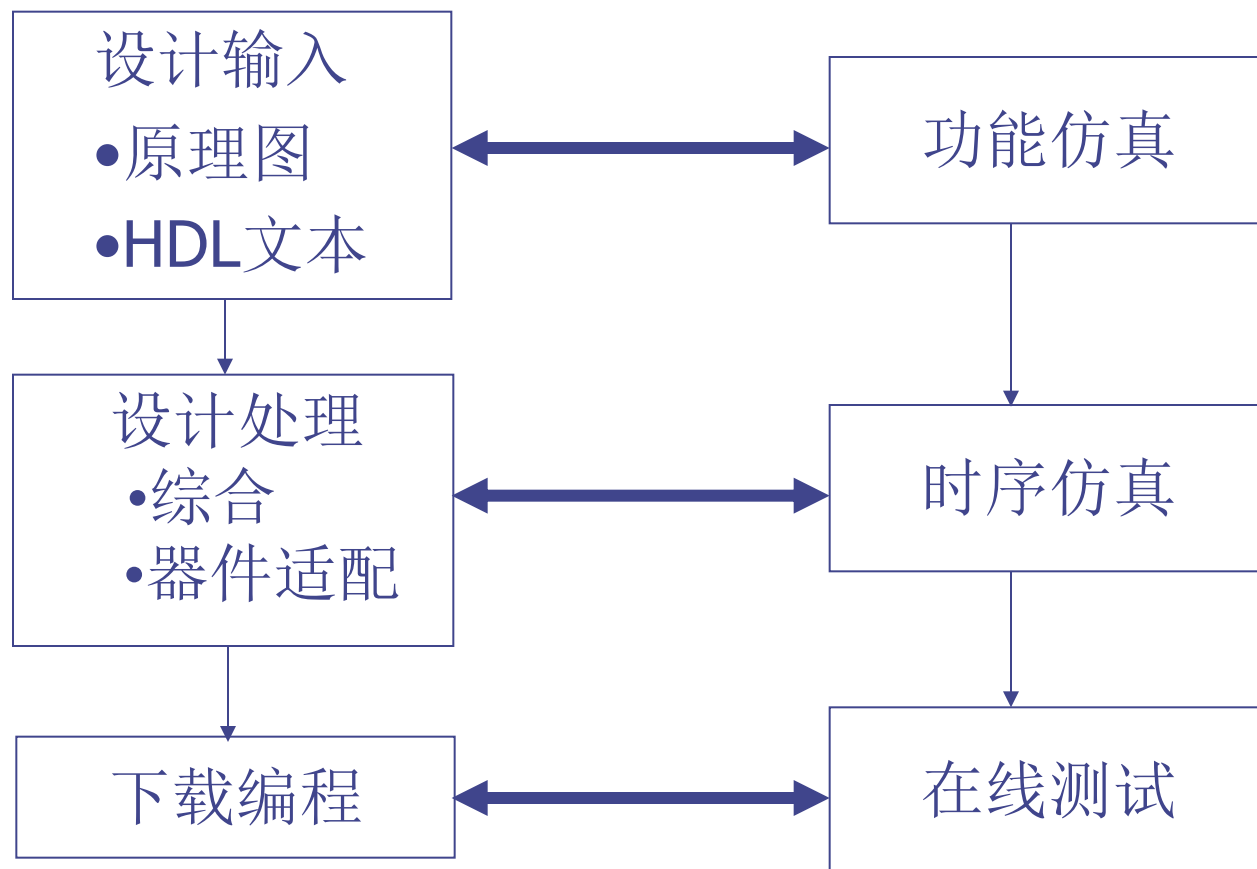 设计输入
•原理图
•HDL文本
功能仿真
设计处理
•综合
•器件适配
时序仿真
下载编程
在线测试